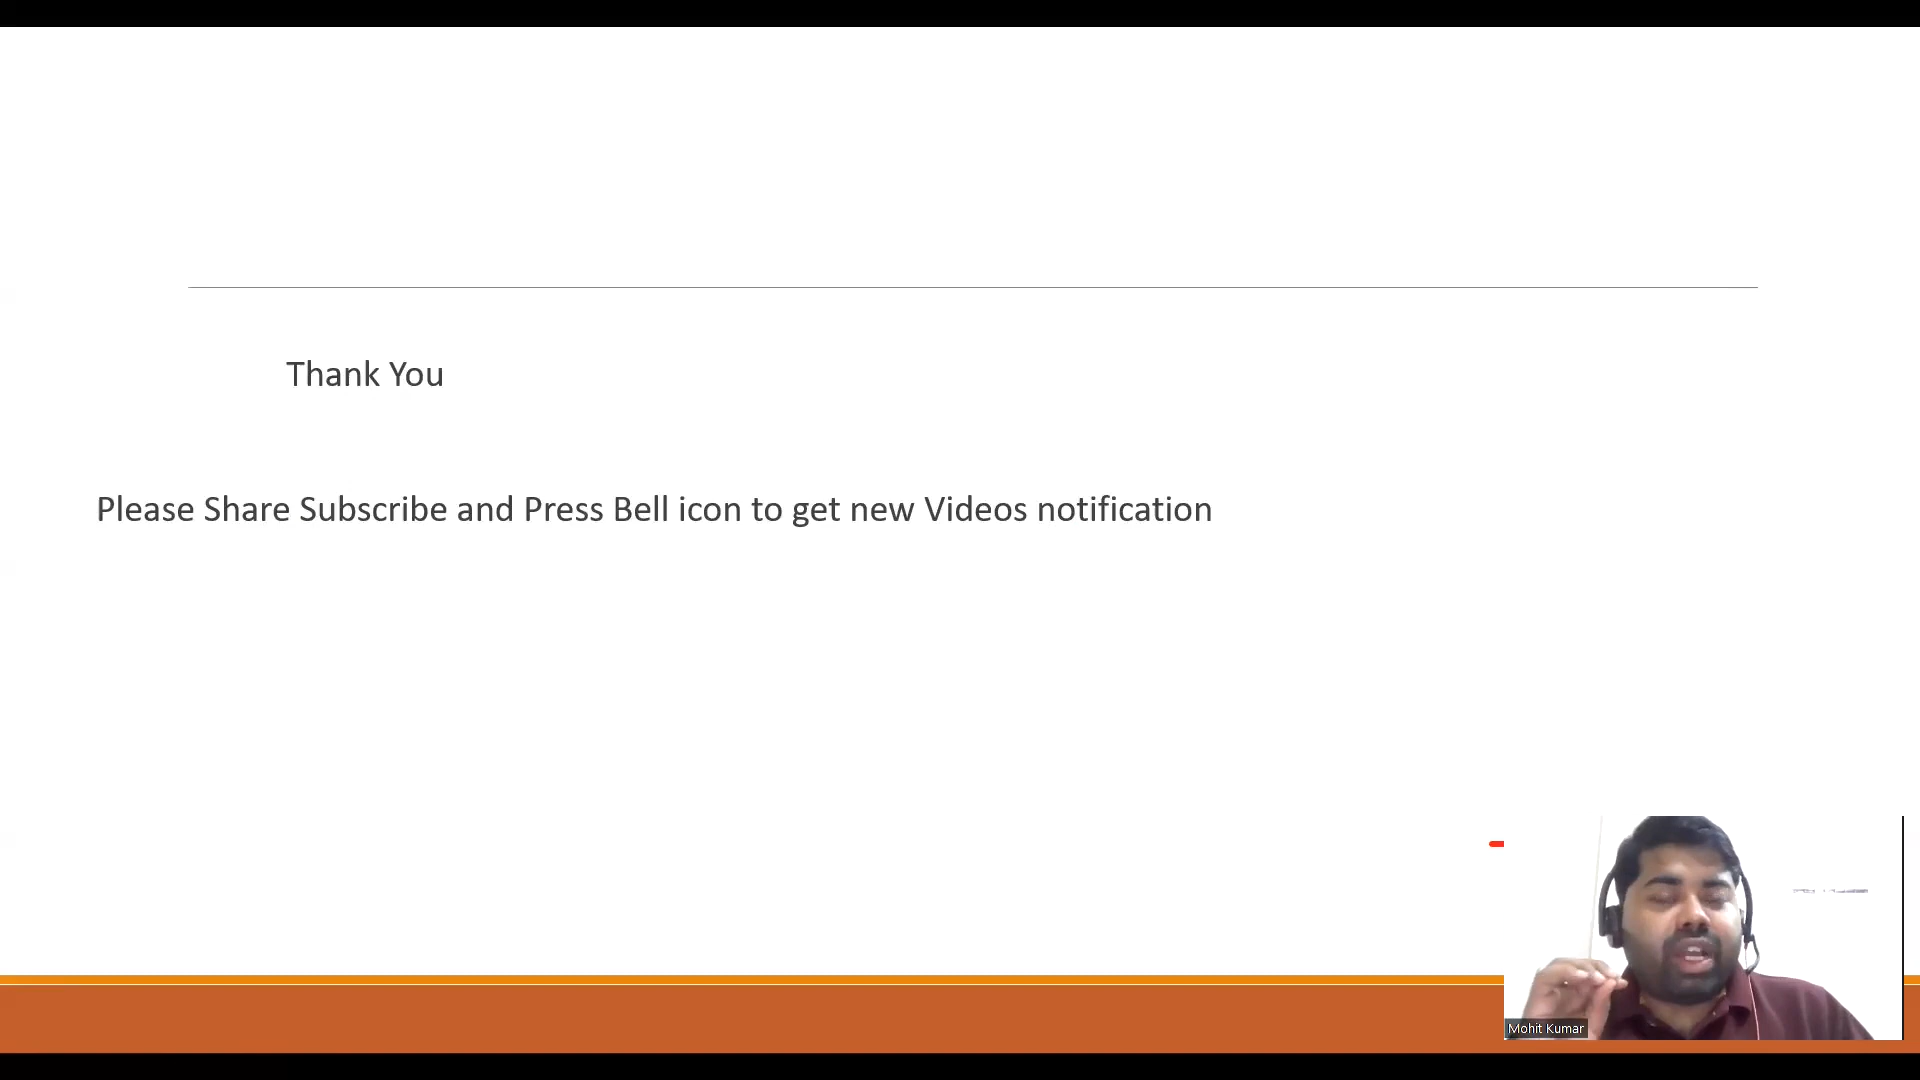 Thank You
Please Share Subscribe and Press Bell icon to get new Videos notification
Mohit Kumar